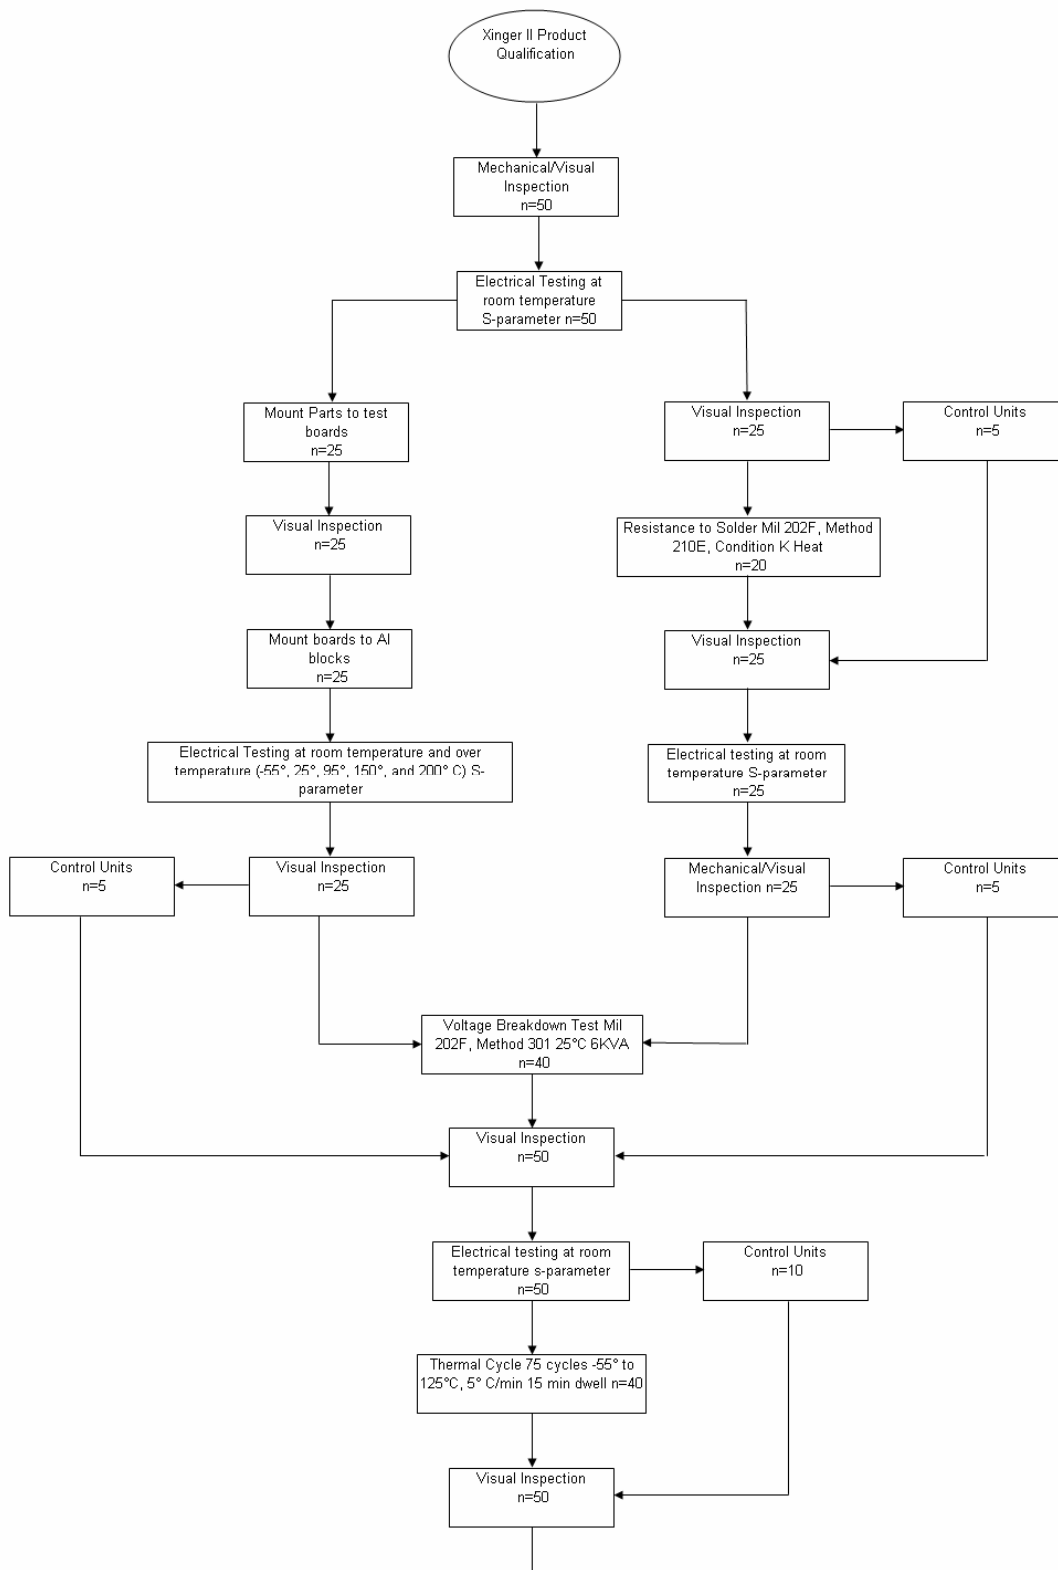 Xinger II Product
Qualification
Mechanical/Visual
Inspection
n=50
Electrical Testing at
room temperature
S-parameter n=50
Mount Parts to test
boards
n=25
Visual Inspection
n=25
Control Units
n=5
Visual Inspection
n=25
Resistance to Solder Mil 202F, Method
210E, Condition K Heat
n=20
Mount boards to Al
blocks
n=25
Visual Inspection
n=25
Electrical Testing at room temperature and over
temperature (-55°, 25°, 95°, 150°, and 200° C) S-
parameter
Electrical testing at room
temperature S-parameter
n=25
Control Units
n=5
Visual Inspection
n=25
Mechanical/Visual
Inspection n=25
Control Units
n=5
Voltage Breakdown Test Mil
202F, Method 301 25°C 6KVA
n=40
Visual Inspection
n=50
Electrical testing at room
temperature s-parameter
n=50
Control Units
n=10
Thermal Cycle 75 cycles -55° to
125°C, 5° C/min 15 min dwell n=40
Visual Inspection
n=50